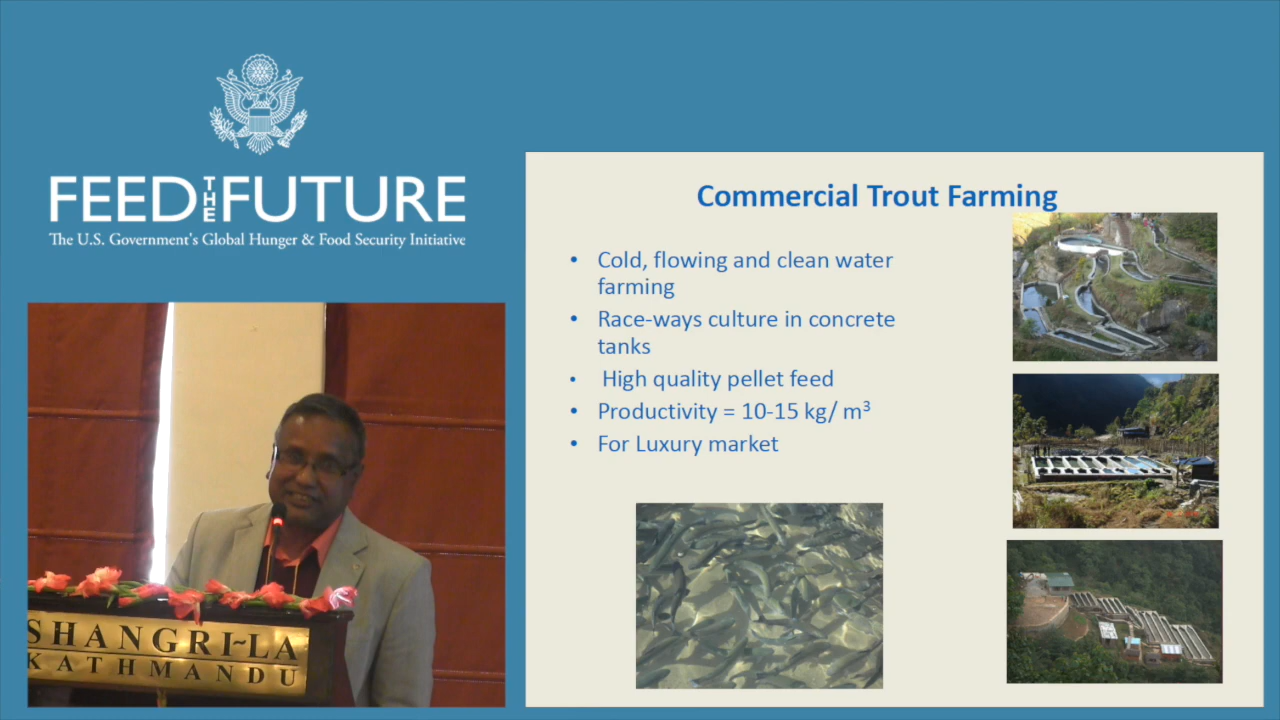 FEED THE FUTURE
The U.S. Government's Global Hunger & Food Security Initiative
Commercial Trout Farming
• Cold, flowing and clean water
farming
• Race-ways culture in concrete
tanks
• High quality pellet feed
• Productivity = 10-15 kg/ m³
• For Luxury market
SHANGRI~LA
KATHMANDU